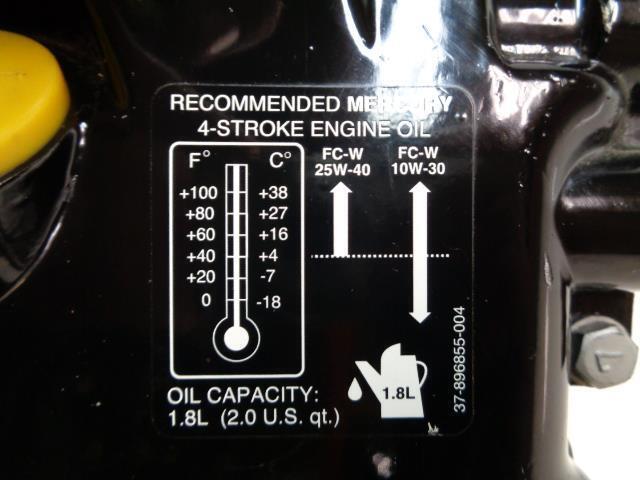 RECOMMENDED MERCURY
4-STROKE ENGINE OIL
F° C°
+100 +38
+80 +27
+60 +16
+40 +4
+20 -7
0 -18
FC-W
25W-40
FC-W
10W-30
1.8L
OIL CAPACITY:
1.8L (2.0 U.S. qt.)
37-896855-004